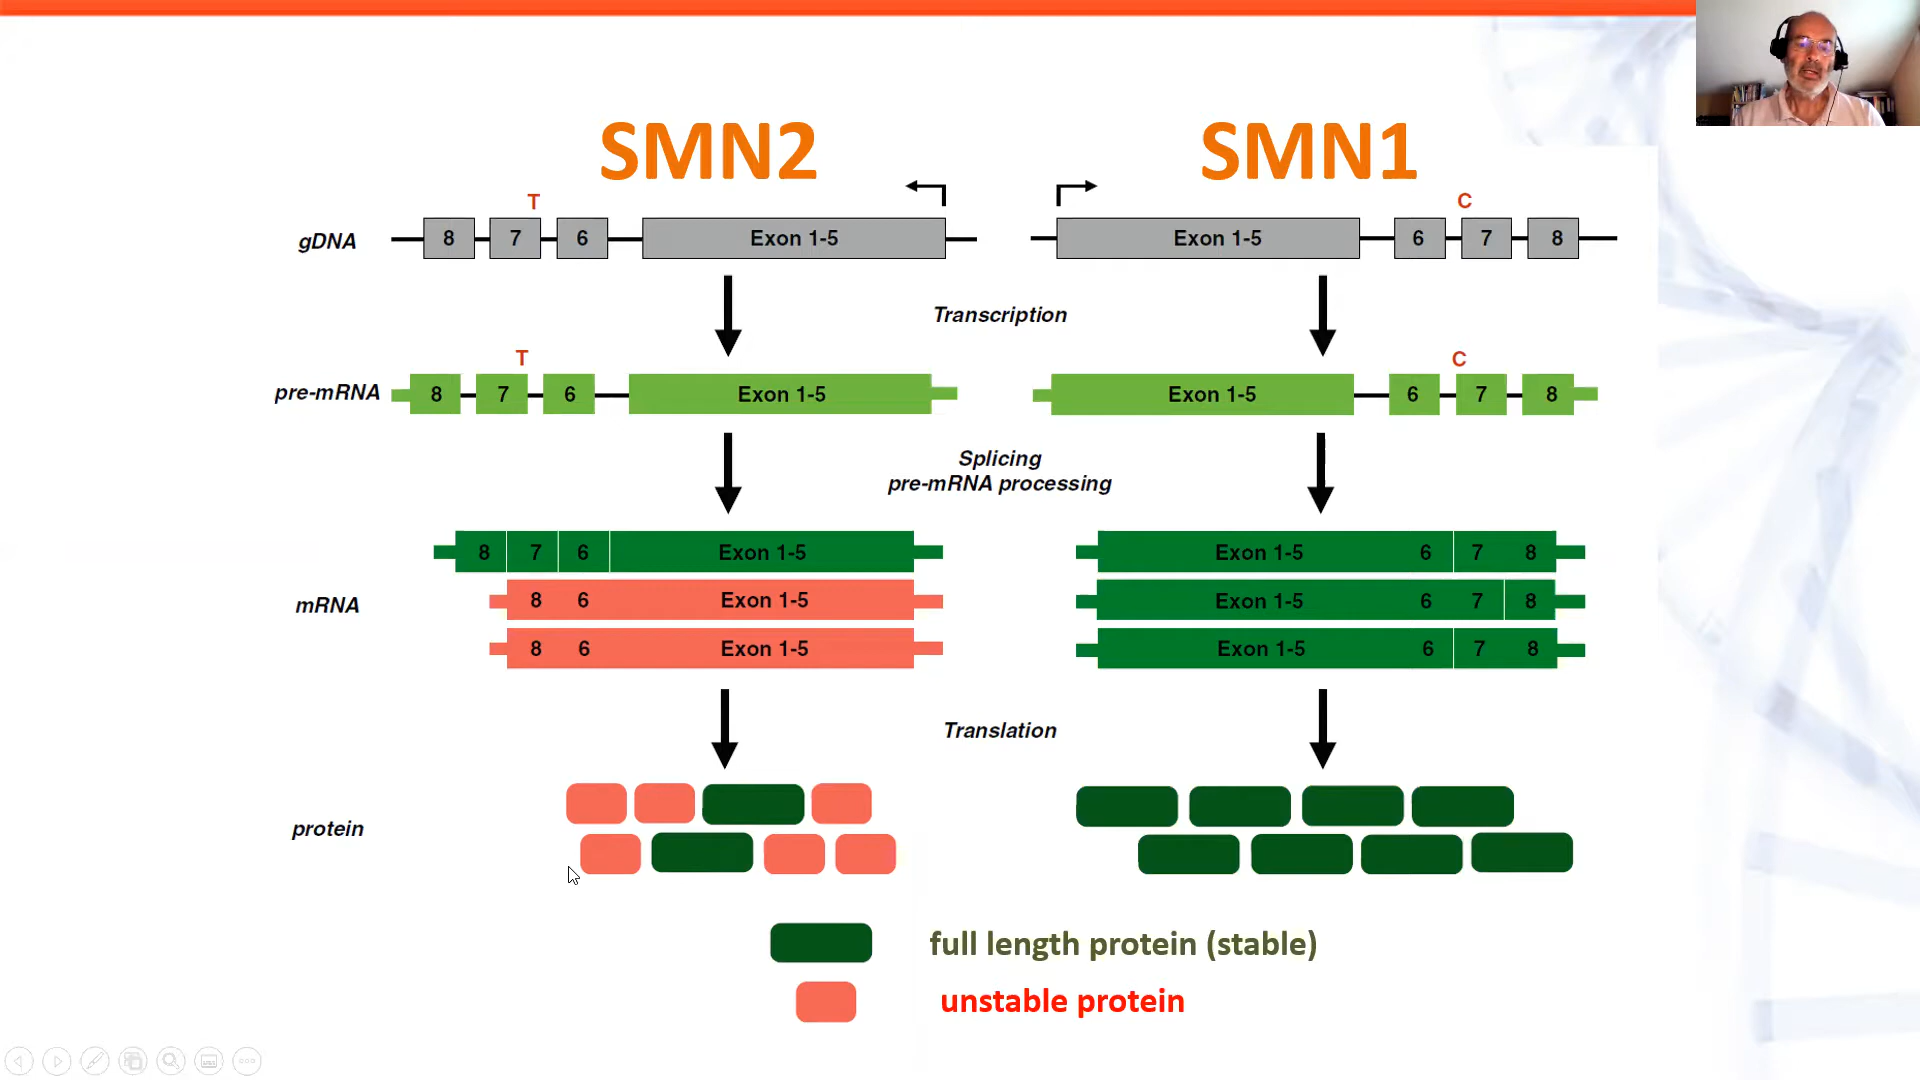 SMN2 SMN1
T C
gDNA 8 7 6 Exon 1-5 Exon 1-5 6 7 8
Transcription
T C
pre-mRNA 8 7 6 Exon 1-5 Exon 1-5 6 7 8
Splicing
pre-mRNA processing
8 7 6 Exon 1-5 Exon 1-5 6 7 8
mRNA 8 6 Exon 1-5 Exon 1-5 6 7 8
8 6 Exon 1-5 Exon 1-5 6 7 8
Translation
protein
full length protein (stable)
unstable protein